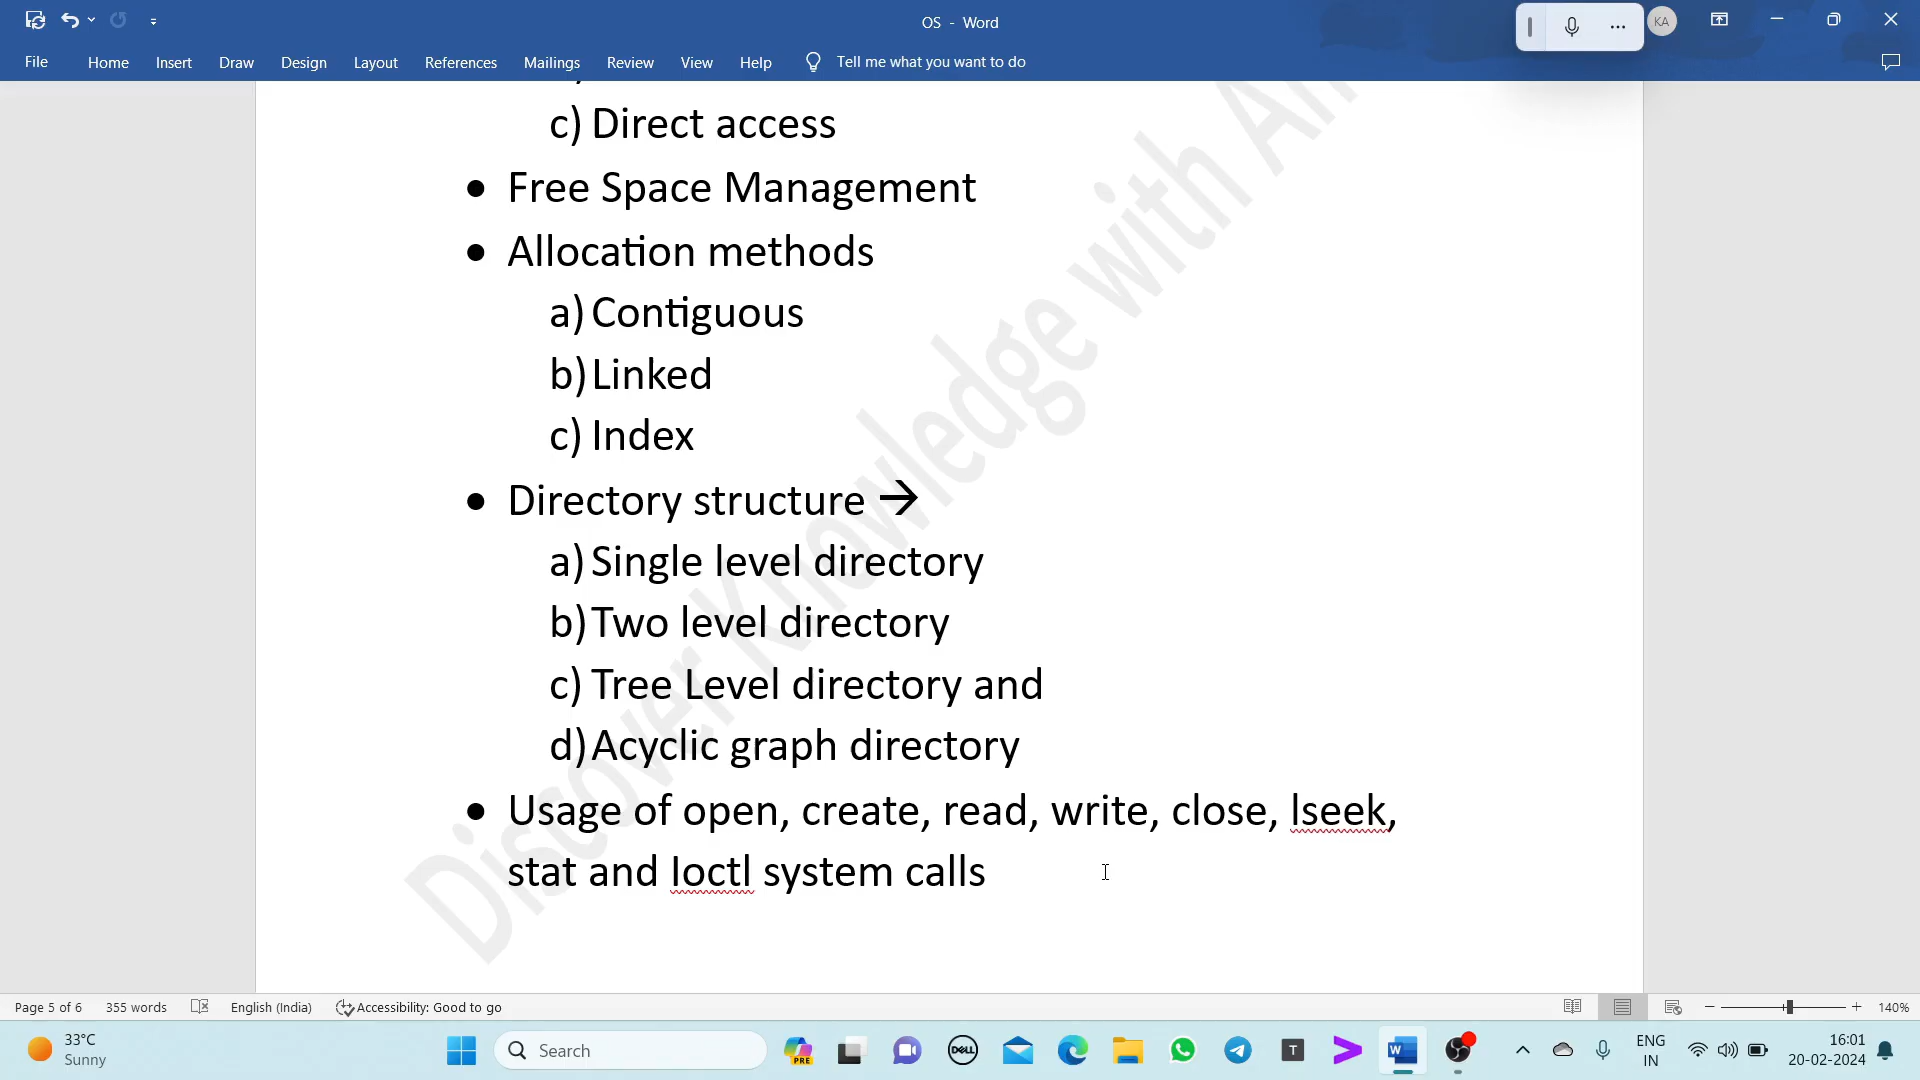 OS - Word
KA
File Home Insert Draw Design Layout References Mailings Review View Help Tell me what you want to do
c) Direct access
● Free Space Management
● Allocation methods
a) Contiguous
b) Linked
c) Index
● Directory structure →
a) Single level directory
b) Two level directory
c) Tree Level directory and
d) Acyclic graph directory
● Usage of open, create, read, write, close, lseek,
stat and Ioctl system calls
Discover Knowledge with
Page 5 of 6 355 words English (India) Accessibility: Good to go 140%
33°C
Sunny
Search
PRE
DELL
T
W
ENG
IN
16:01
20-02-2024